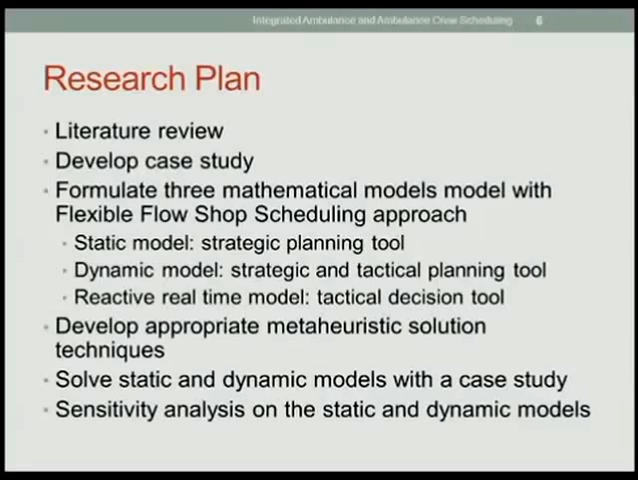 Integrated Ambulance and Ambulance Crew Scheduling 6
Research Plan
Literature review
Develop case study
Formulate three mathematical models model with
Flexible Flow Shop Scheduling approach
Static model: strategic planning tool
Dynamic model: strategic and tactical planning tool
Reactive real time model: tactical decision tool
Develop appropriate metaheuristic solution
techniques
Solve static and dynamic models with a case study
Sensitivity analysis on the static and dynamic models